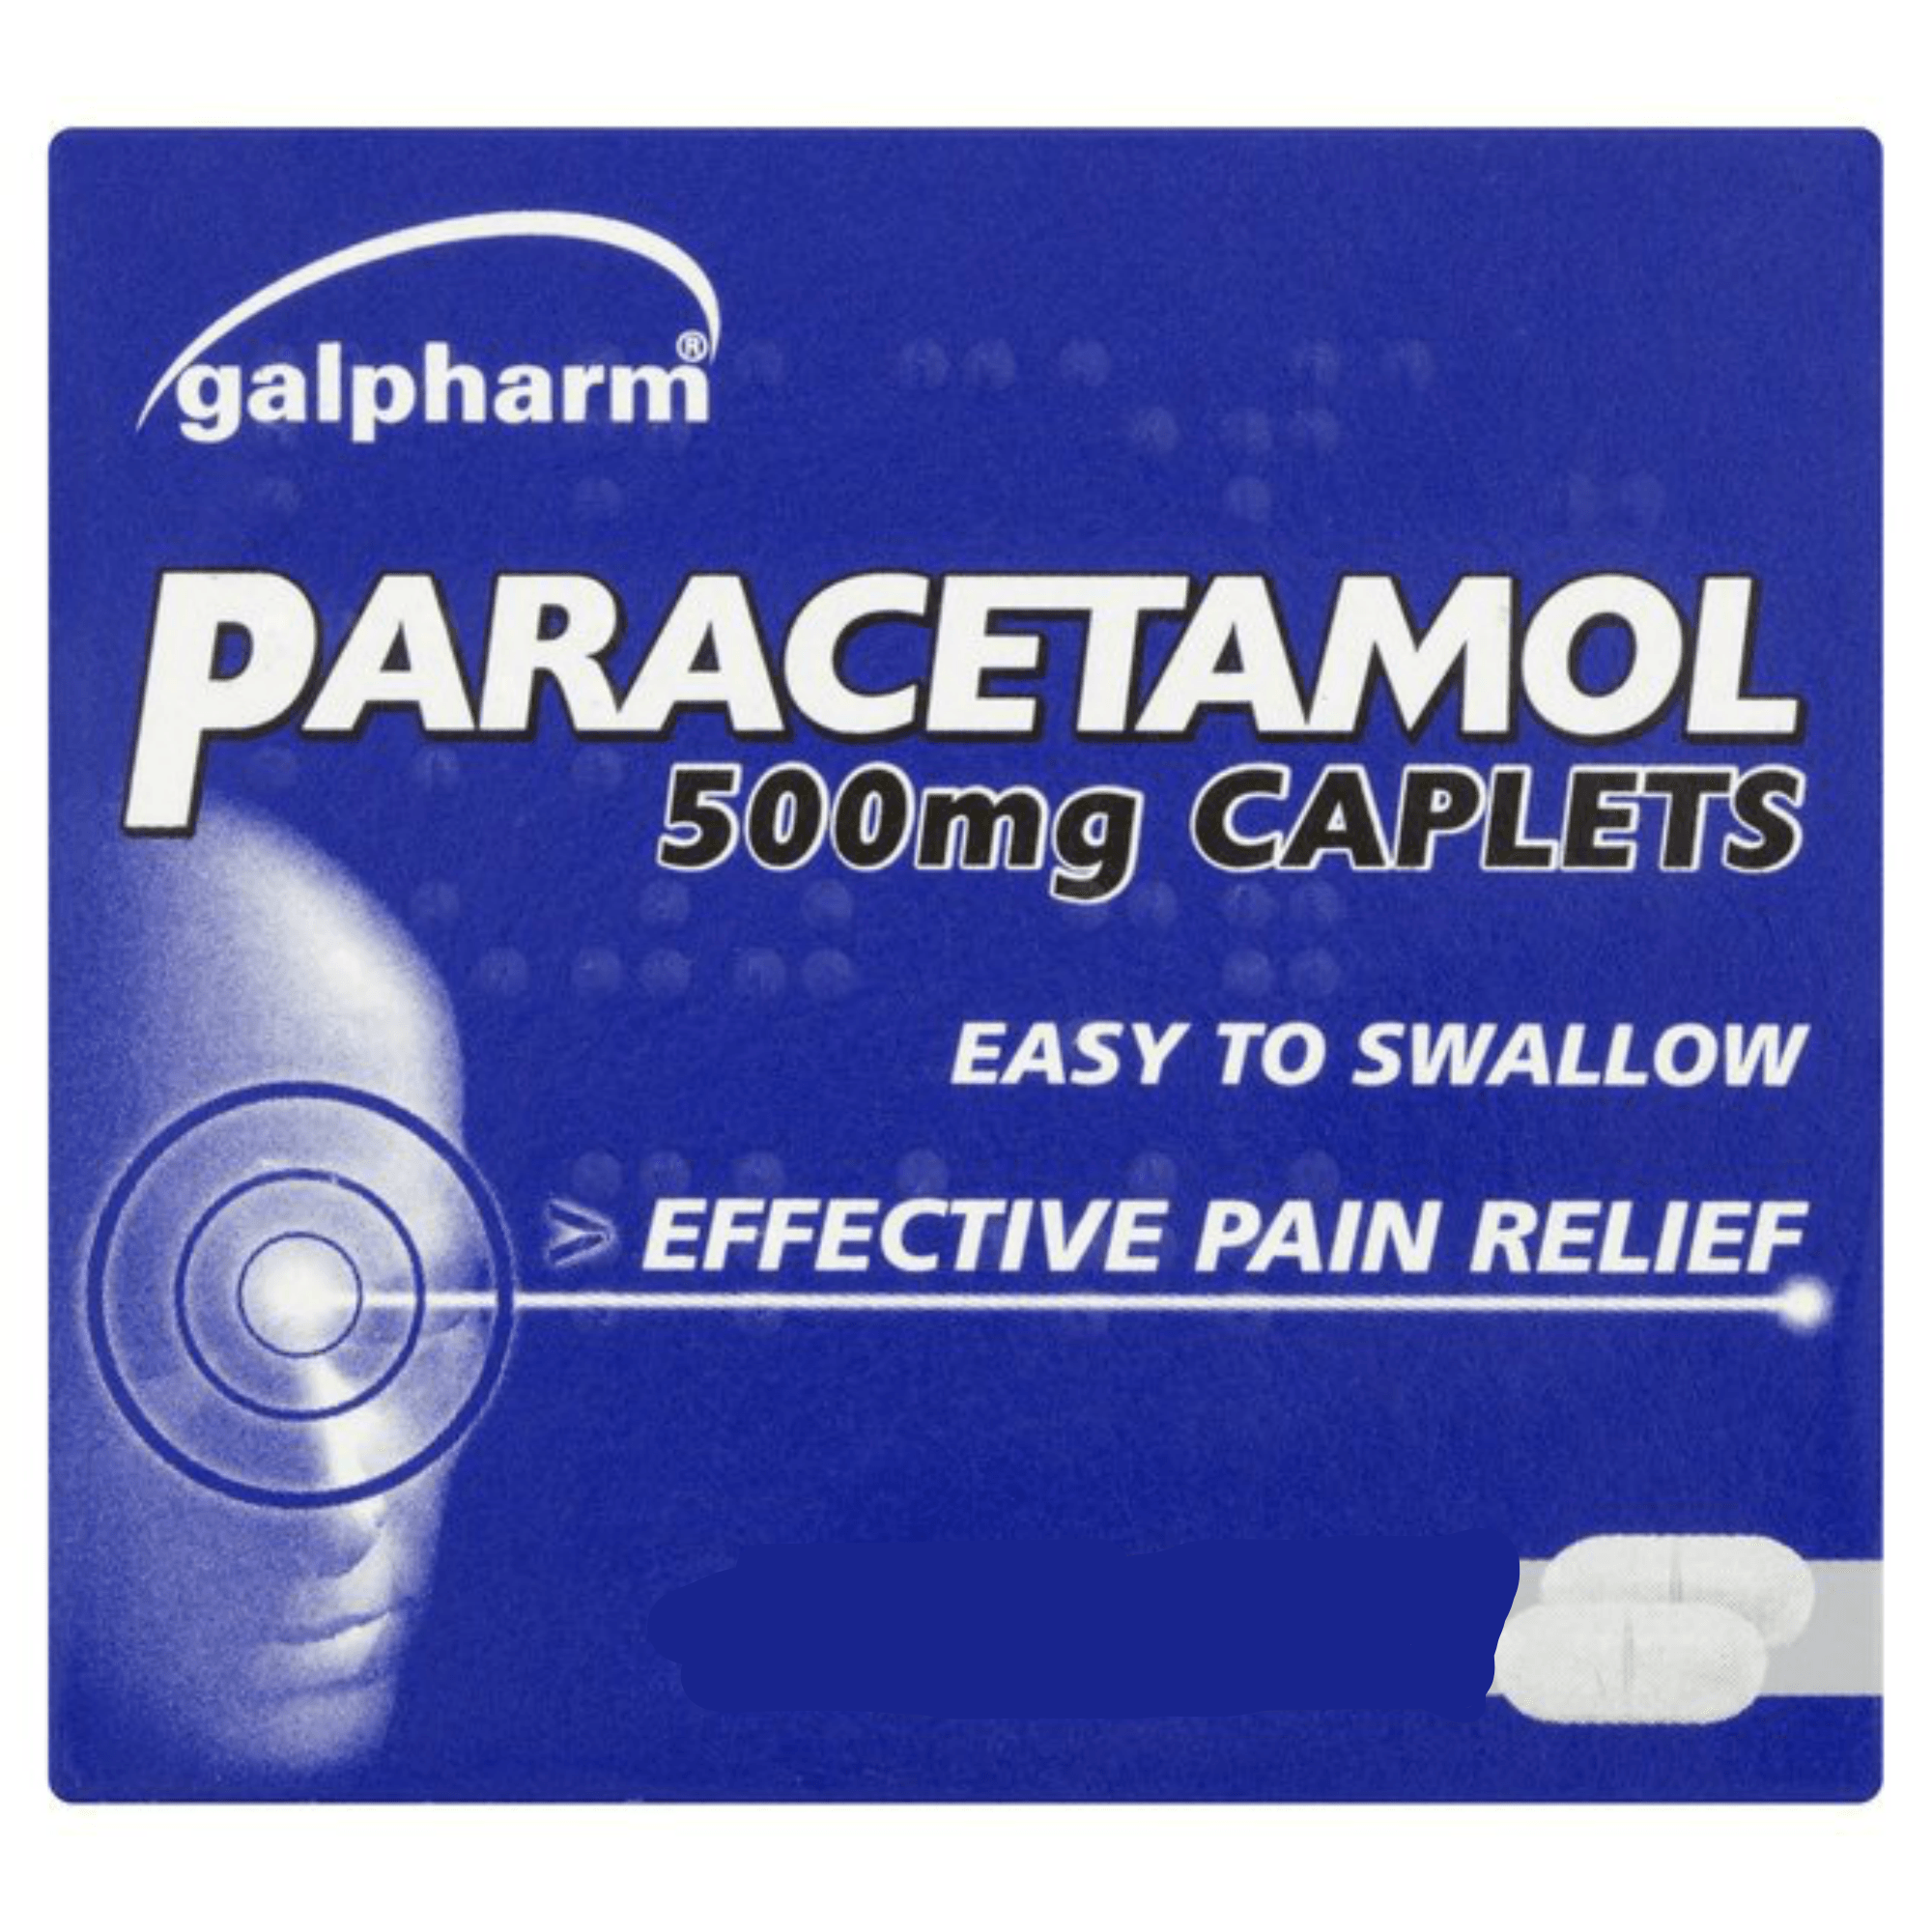 galpharm®
PARACETAMOL
500mg CAPLETS
EASY TO SWALLOW
> EFFECTIVE PAIN RELIEF